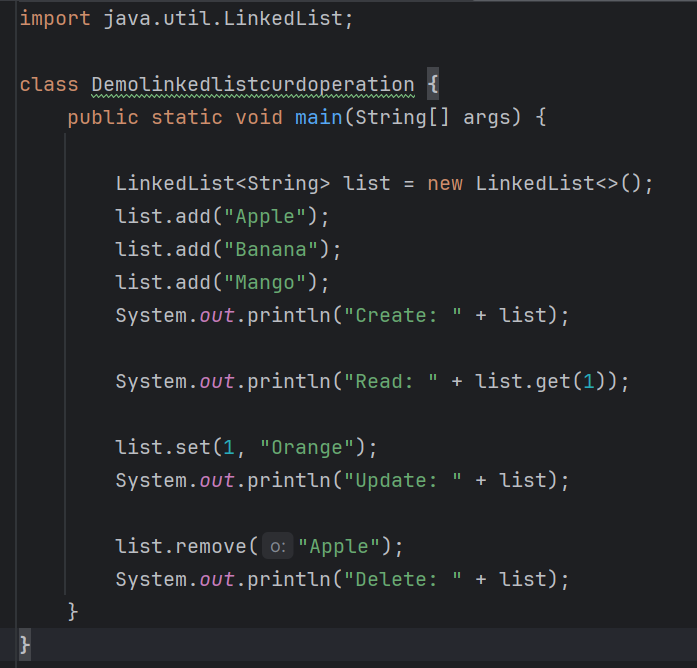 import java.util.LinkedList;
class Demolinkedlistcurdoperation {
public static void main(String[] args) {
LinkedList<String> list = new LinkedList<>();
list.add("Apple");
list.add("Banana");
list.add("Mango");
System.out.println("Create: " + list);
System.out.println("Read: " + list.get(1));
list.set(1, "Orange");
System.out.println("Update: " + list);
list.remove( o: "Apple");
System.out.println("Delete: " + list);
}
}